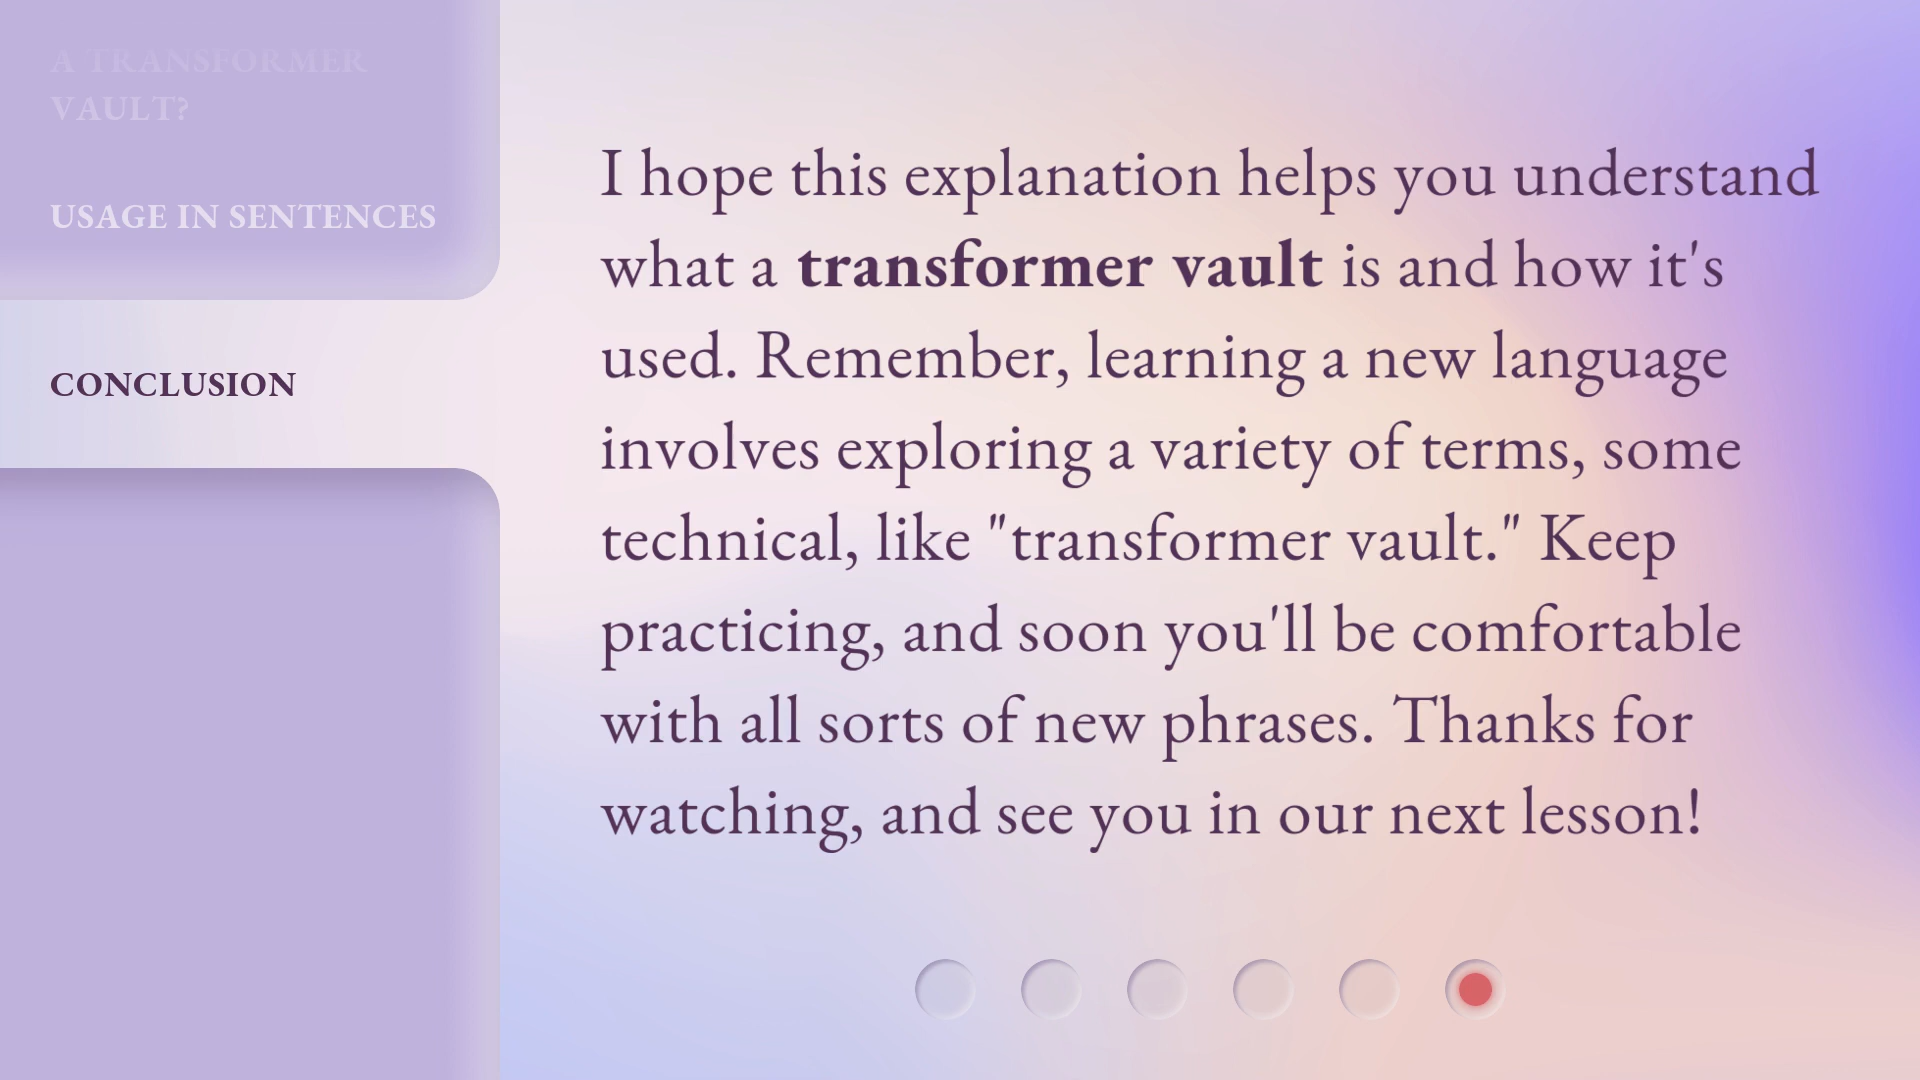 A TRANSFORMER
VAULT?
USAGE IN SENTENCES
CONCLUSION
I hope this explanation helps you understand
what a transformer vault is and how it's
used. Remember, learning a new language
involves exploring a variety of terms, some
technical, like "transformer vault." Keep
practicing, and soon you'll be comfortable
with all sorts of new phrases. Thanks for
watching, and see you in our next lesson!